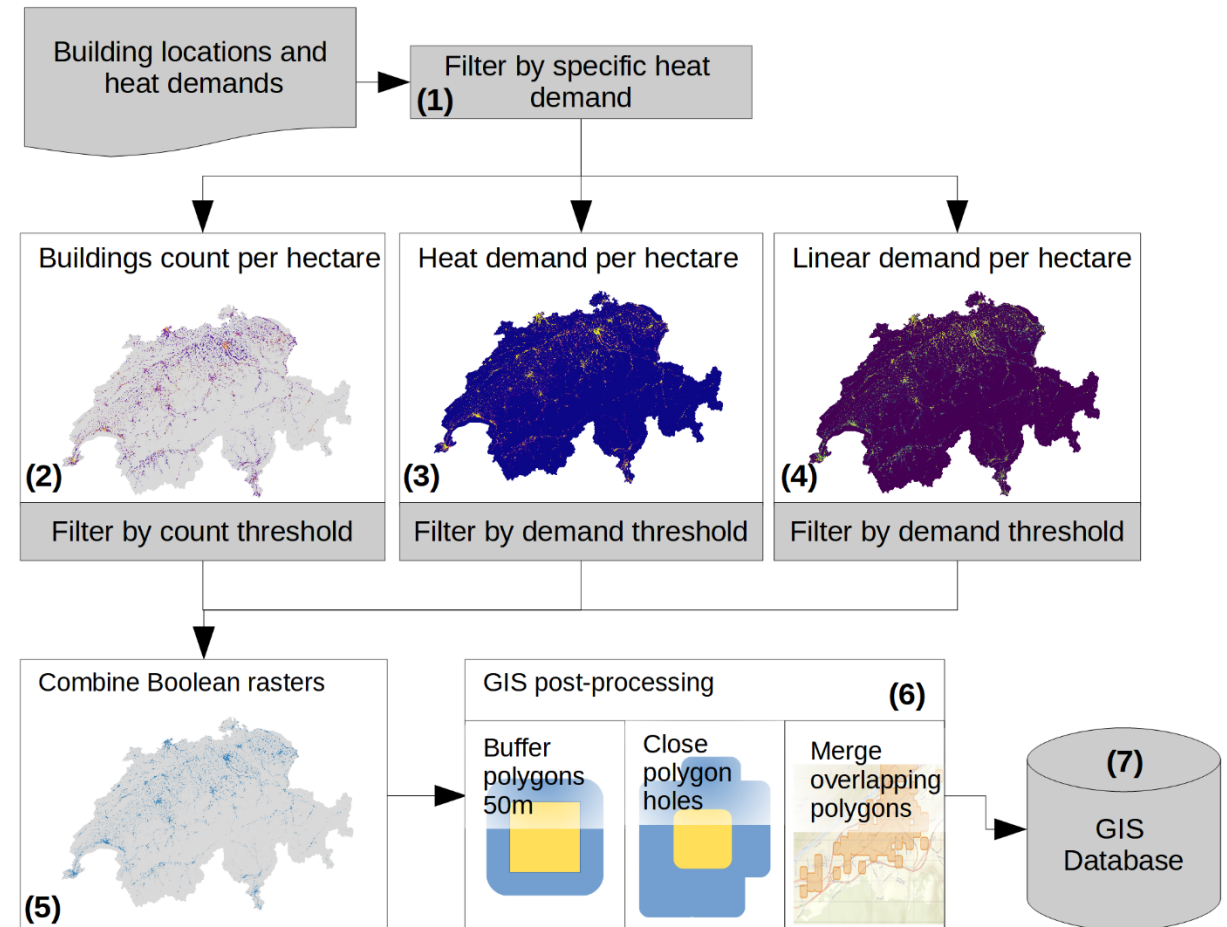 Building locations and
heat demands
Filter by specific heat
demand
(1)
Buildings count per hectare
(2)
Filter by count threshold
Heat demand per hectare
(3)
Filter by demand threshold
Linear demand per hectare
(4)
Filter by demand threshold
Combine Boolean rasters
(5)
GIS post-processing
(6)
Buffer
polygons
50m
Close
polygon
holes
Merge
overlapping
polygons
(7)
GIS
Database